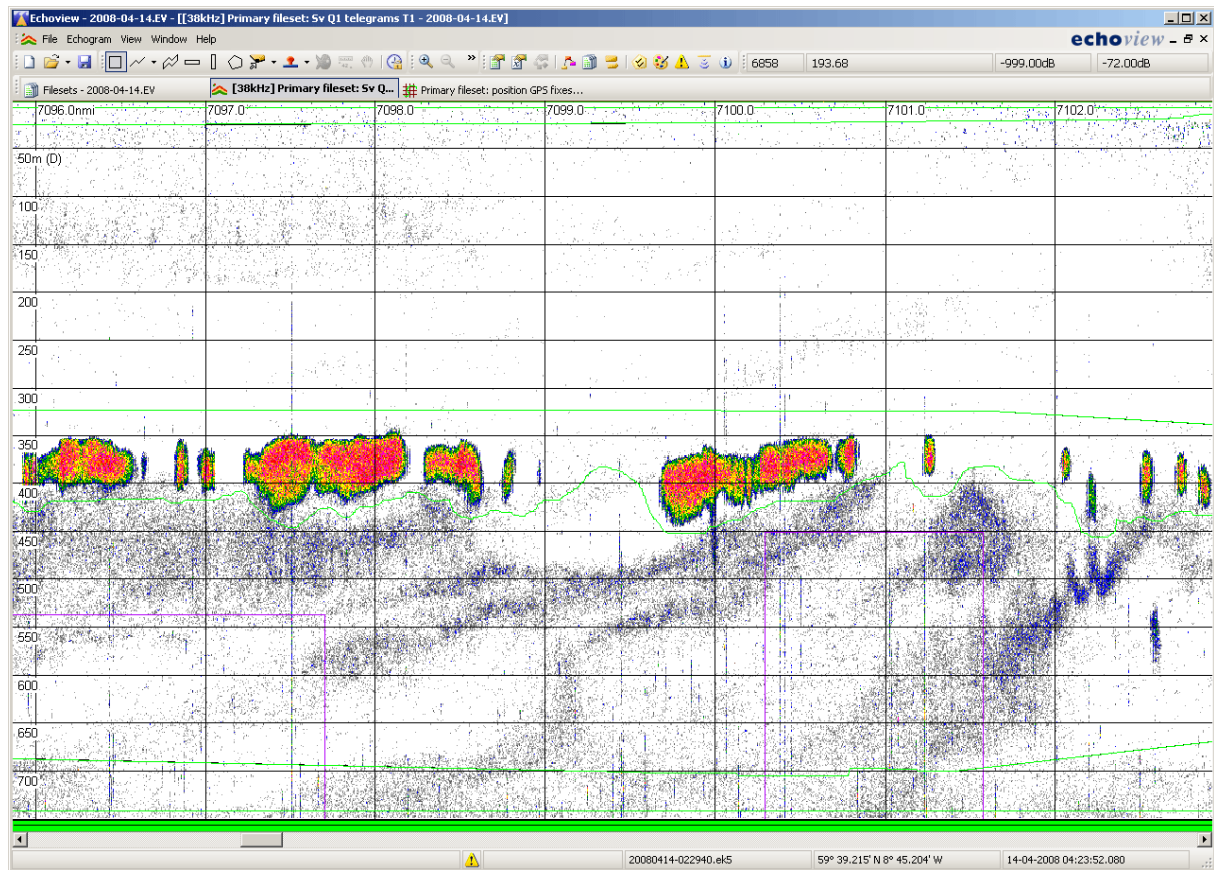 Echoview - 2008-04-14.EV - [[38kHz] Primary fileset: Sv Q1 telegrams T1 - 2008-04-14.EV]
File Echogram View Window Help
echoview
» 6858 193.68 -999.00dB -72.00dB
Filesets - 2008-04-14.EV [38kHz] Primary fileset: Sv Q... Primary fileset: position GPS fixes...
7096.0nmi 7097.0 7098.0 7099.0 7100.0 7101.0 7102.0
50m (D)
100
150
200
250
300
350
400
450
500
550
600
650
700
20080414-022940.ek5 59° 39.215' N 8° 45.204' W 14-04-2008 04:23:52.080